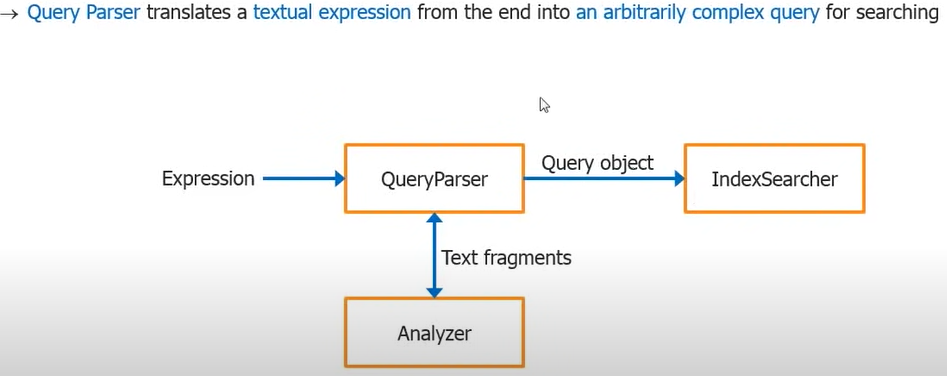 → Query Parser translates a textual expression from the end into an arbitrarily complex query for searching
Query object
Expression
QueryParser
IndexSearcher
Text fragments
Analyzer